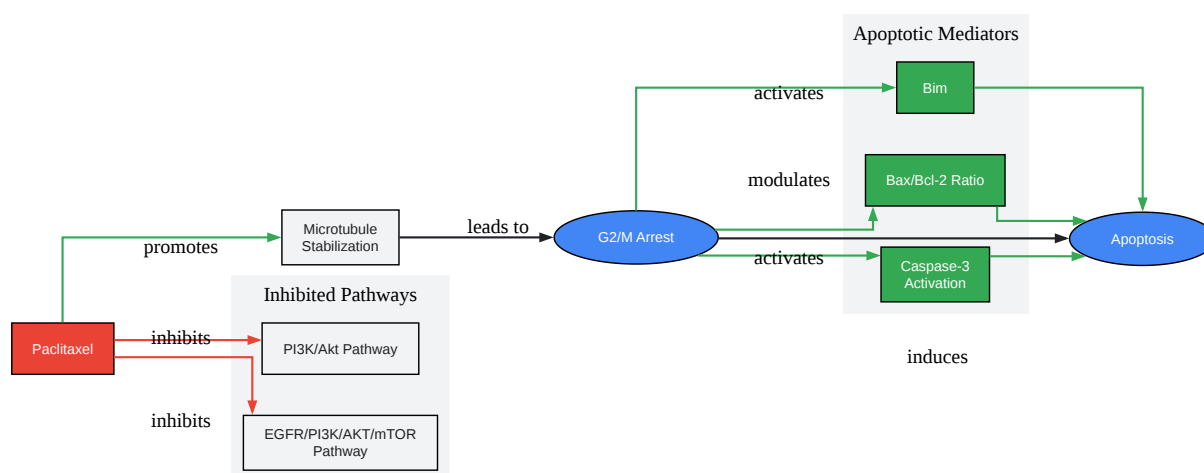 Apoptotic Mediators
Bim
activates
Bax/Bcl-2 Ratio
modulates
Microtubule
Stabilization
leads to
G2/M Arrest
Apoptosis
promotes
activates
Caspase-3
Activation
Inhibited Pathways
Paclitaxel
inhibits
PI3K/Akt Pathway
induces
inhibits
EGFR/PI3K/AKT/mTOR
Pathway